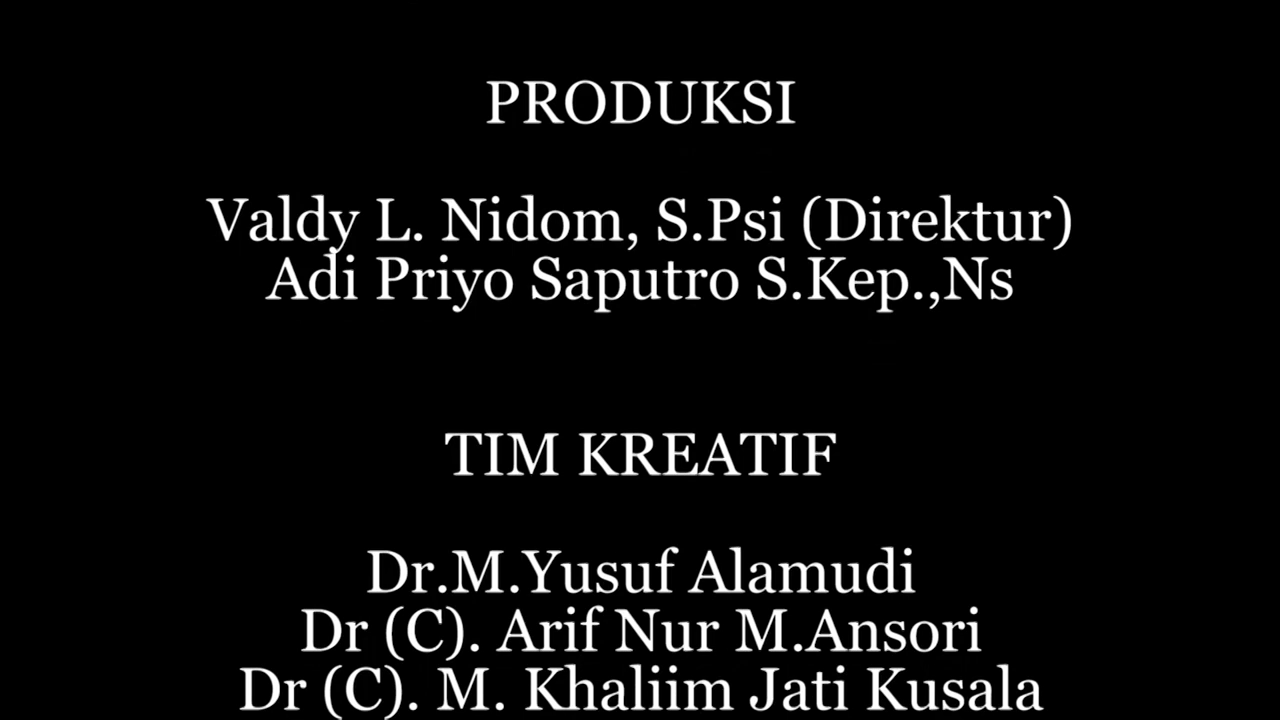 PRODUKSI
Valdy L. Nidom, S.Psi (Direktur)
Adi Priyo Saputro S.Kep.,Ns
TIM KREATIF
Dr.M.Yusuf Alamudi
Dr (C). Arif Nur M.Ansori
Dr (C). M. Khaliim Jati Kusala